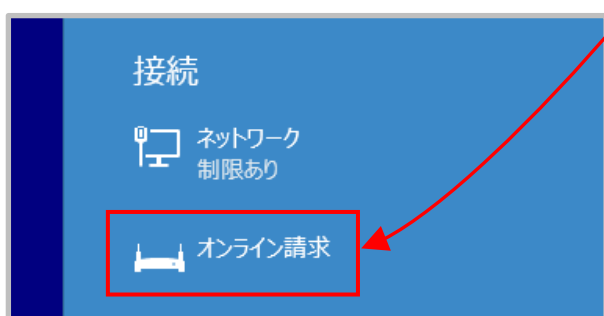 接続
ネットワーク
制限あり
オンライン請求